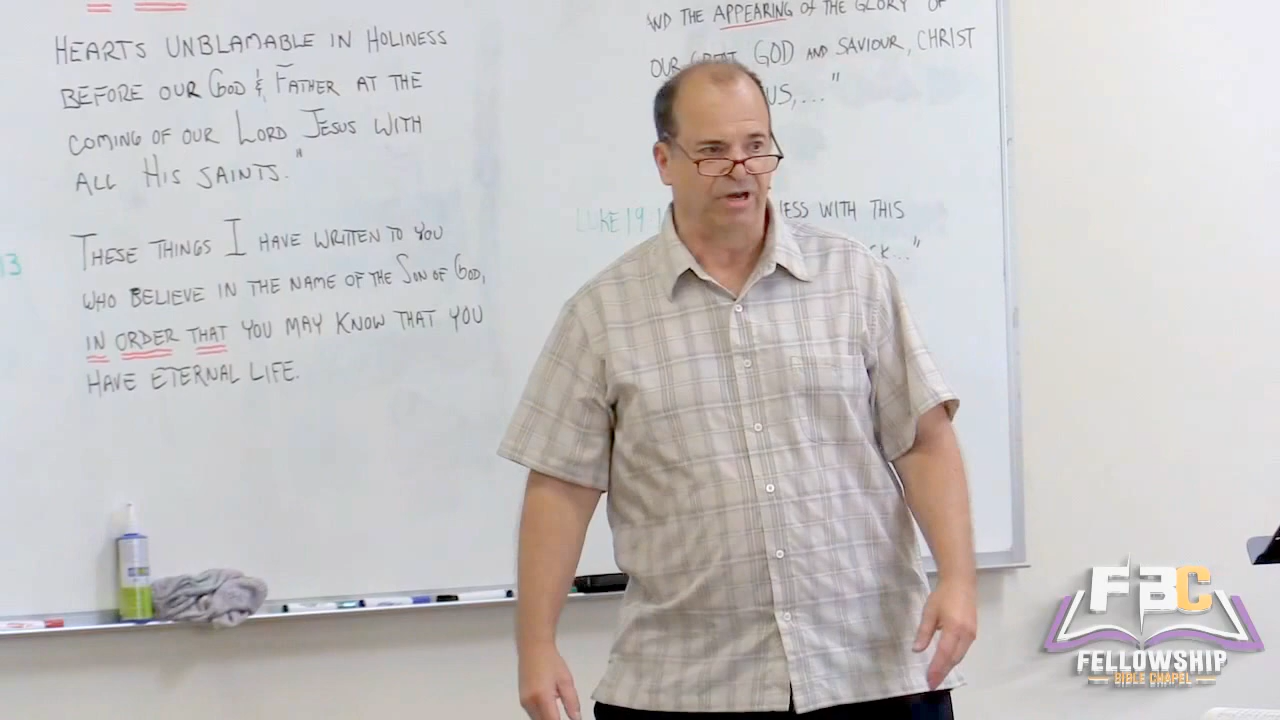 HEARTS UNBLAMABLE IN HOLINESS
BEFORE OUR GOD & FATHER AT THE
COMING OF OUR LORD JESUS WITH
ALL HIS SAINTS."
13
THESE THINGS I HAVE WRITTEN TO YOU
WHO BELIEVE IN THE NAME OF THE SON OF GOD,
IN ORDER THAT YOU MAY KNOW THAT YOU
HAVE ETERNAL LIFE.
THE APPEARING of THE GLORY OF
OUR GREAT GOD AND SAVIOUR, CHRIST
US,..."
LUKE 19
WITH THIS
FBC
FELLOWSHIP
BIBLE CHAPEL